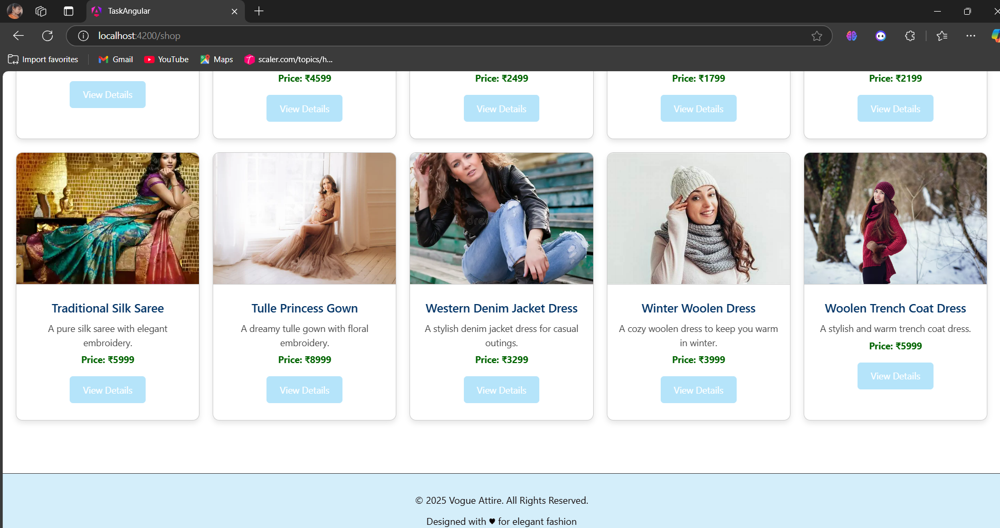 TaskAngular
localhost:4200/shop
Import favorites
Gmail
YouTube
Maps
scaler.com/topics/h...
Price: ₹4599
Price: ₹2499
Price: ₹1799
Price: ₹2199
View Details
View Details
View Details
View Details
View Details
Traditional Silk Saree
A pure silk saree with elegant
embroidery.
Price: ₹5999
View Details
Tulle Princess Gown
A dreamy tulle gown with floral
embroidery.
Price: ₹8999
View Details
Western Denim Jacket Dress
A stylish denim jacket dress for casual
outings.
Price: ₹3299
View Details
Winter Woolen Dress
A cozy woolen dress to keep you warm
in winter.
Price: ₹3999
View Details
Woolen Trench Coat Dress
A stylish and warm trench coat dress.
Price: ₹5999
View Details
© 2025 Vogue Attire. All Rights Reserved.
Designed with ♥ for elegant fashion